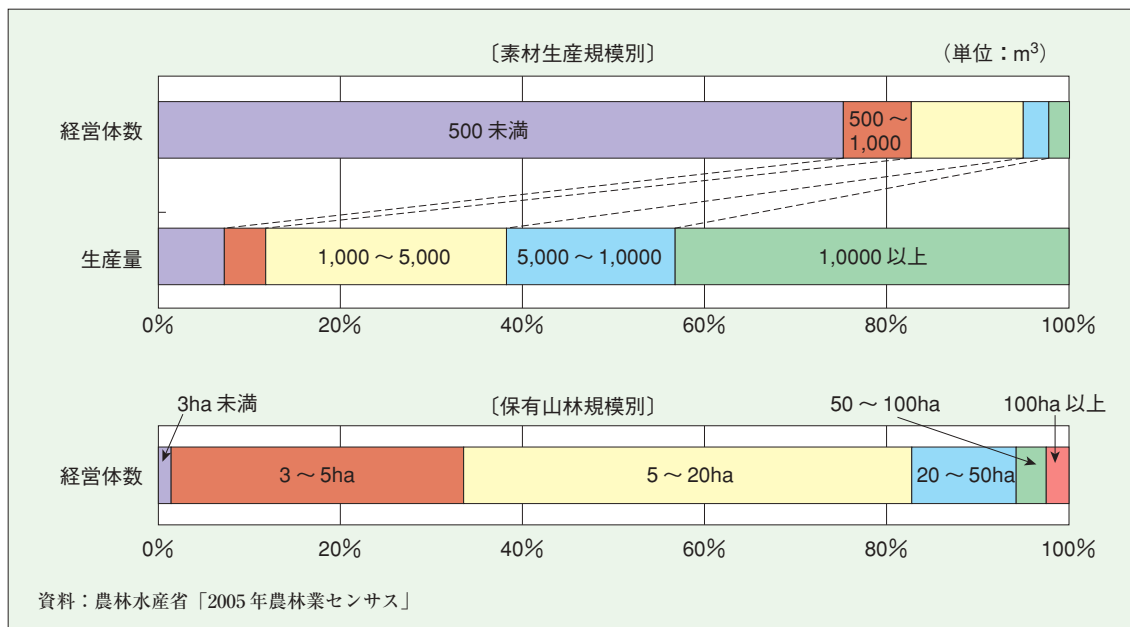 〔素材生産規模別〕 （単位：m³）
経営体数
500 未満
500 ～
1,000
生産量
1,000 ～ 5,000
5,000 ～ 1,0000
1,0000 以上
0% 20% 40% 60% 80% 100%
3ha 未満
〔保有山林規模別〕
50 ～ 100ha
100ha 以上
経営体数
3 ～ 5ha
5 ～ 20ha
20 ～ 50ha
0% 20% 40% 60% 80% 100%
資料：農林水産省「2005 年農林業センサス」